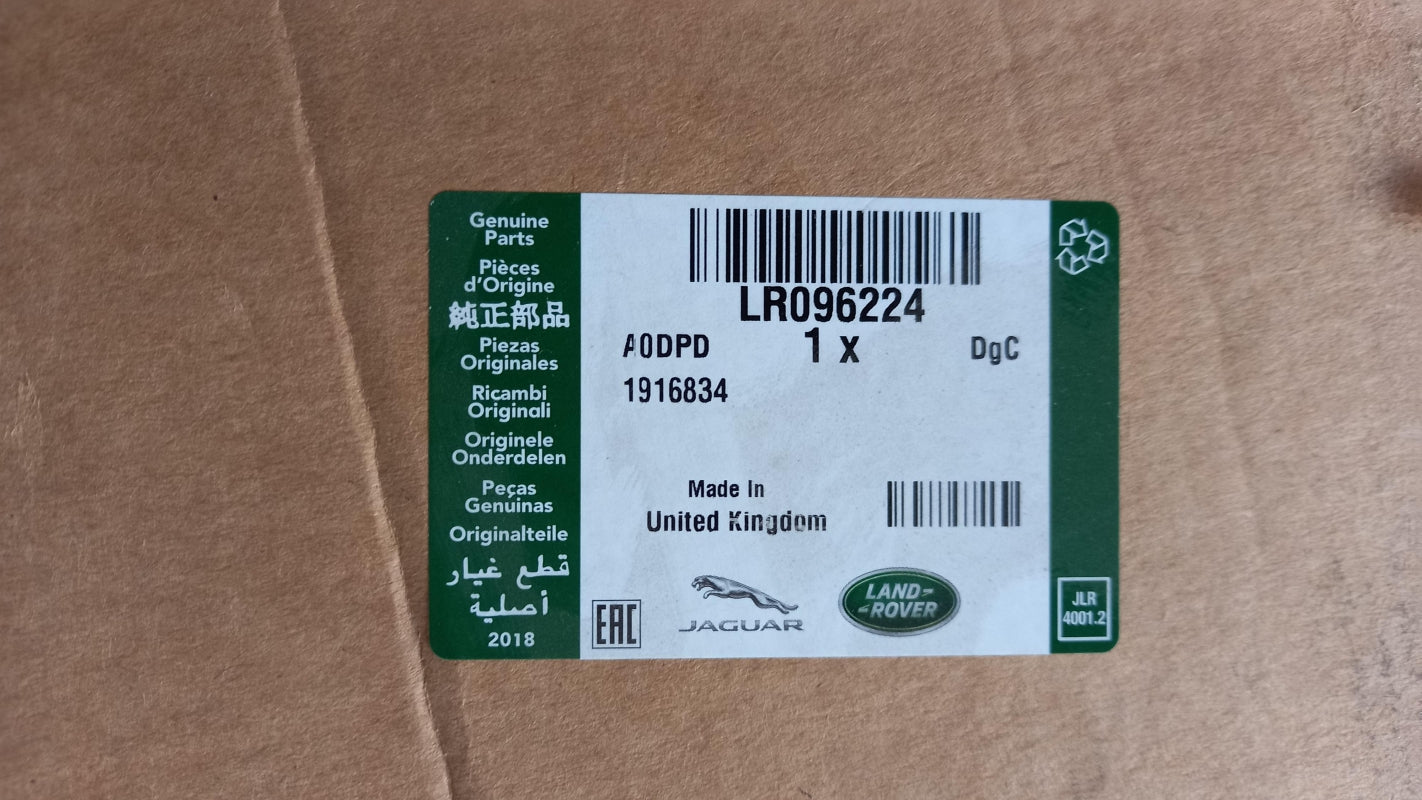 Genuine
Parts
Pièces
d'Origine
純正部品
Piezas
Originales
Ricambi
Originali
Originele
Onderdelen
Peças
Genuínas
Originalteile
قطع غيار
أصلية
2018
LR096224
A0DPD 1 x DgC
1916834
Made In
United Kingdom
EAC
JAGUAR
LAND-
-ROVER
JLR
4001.2